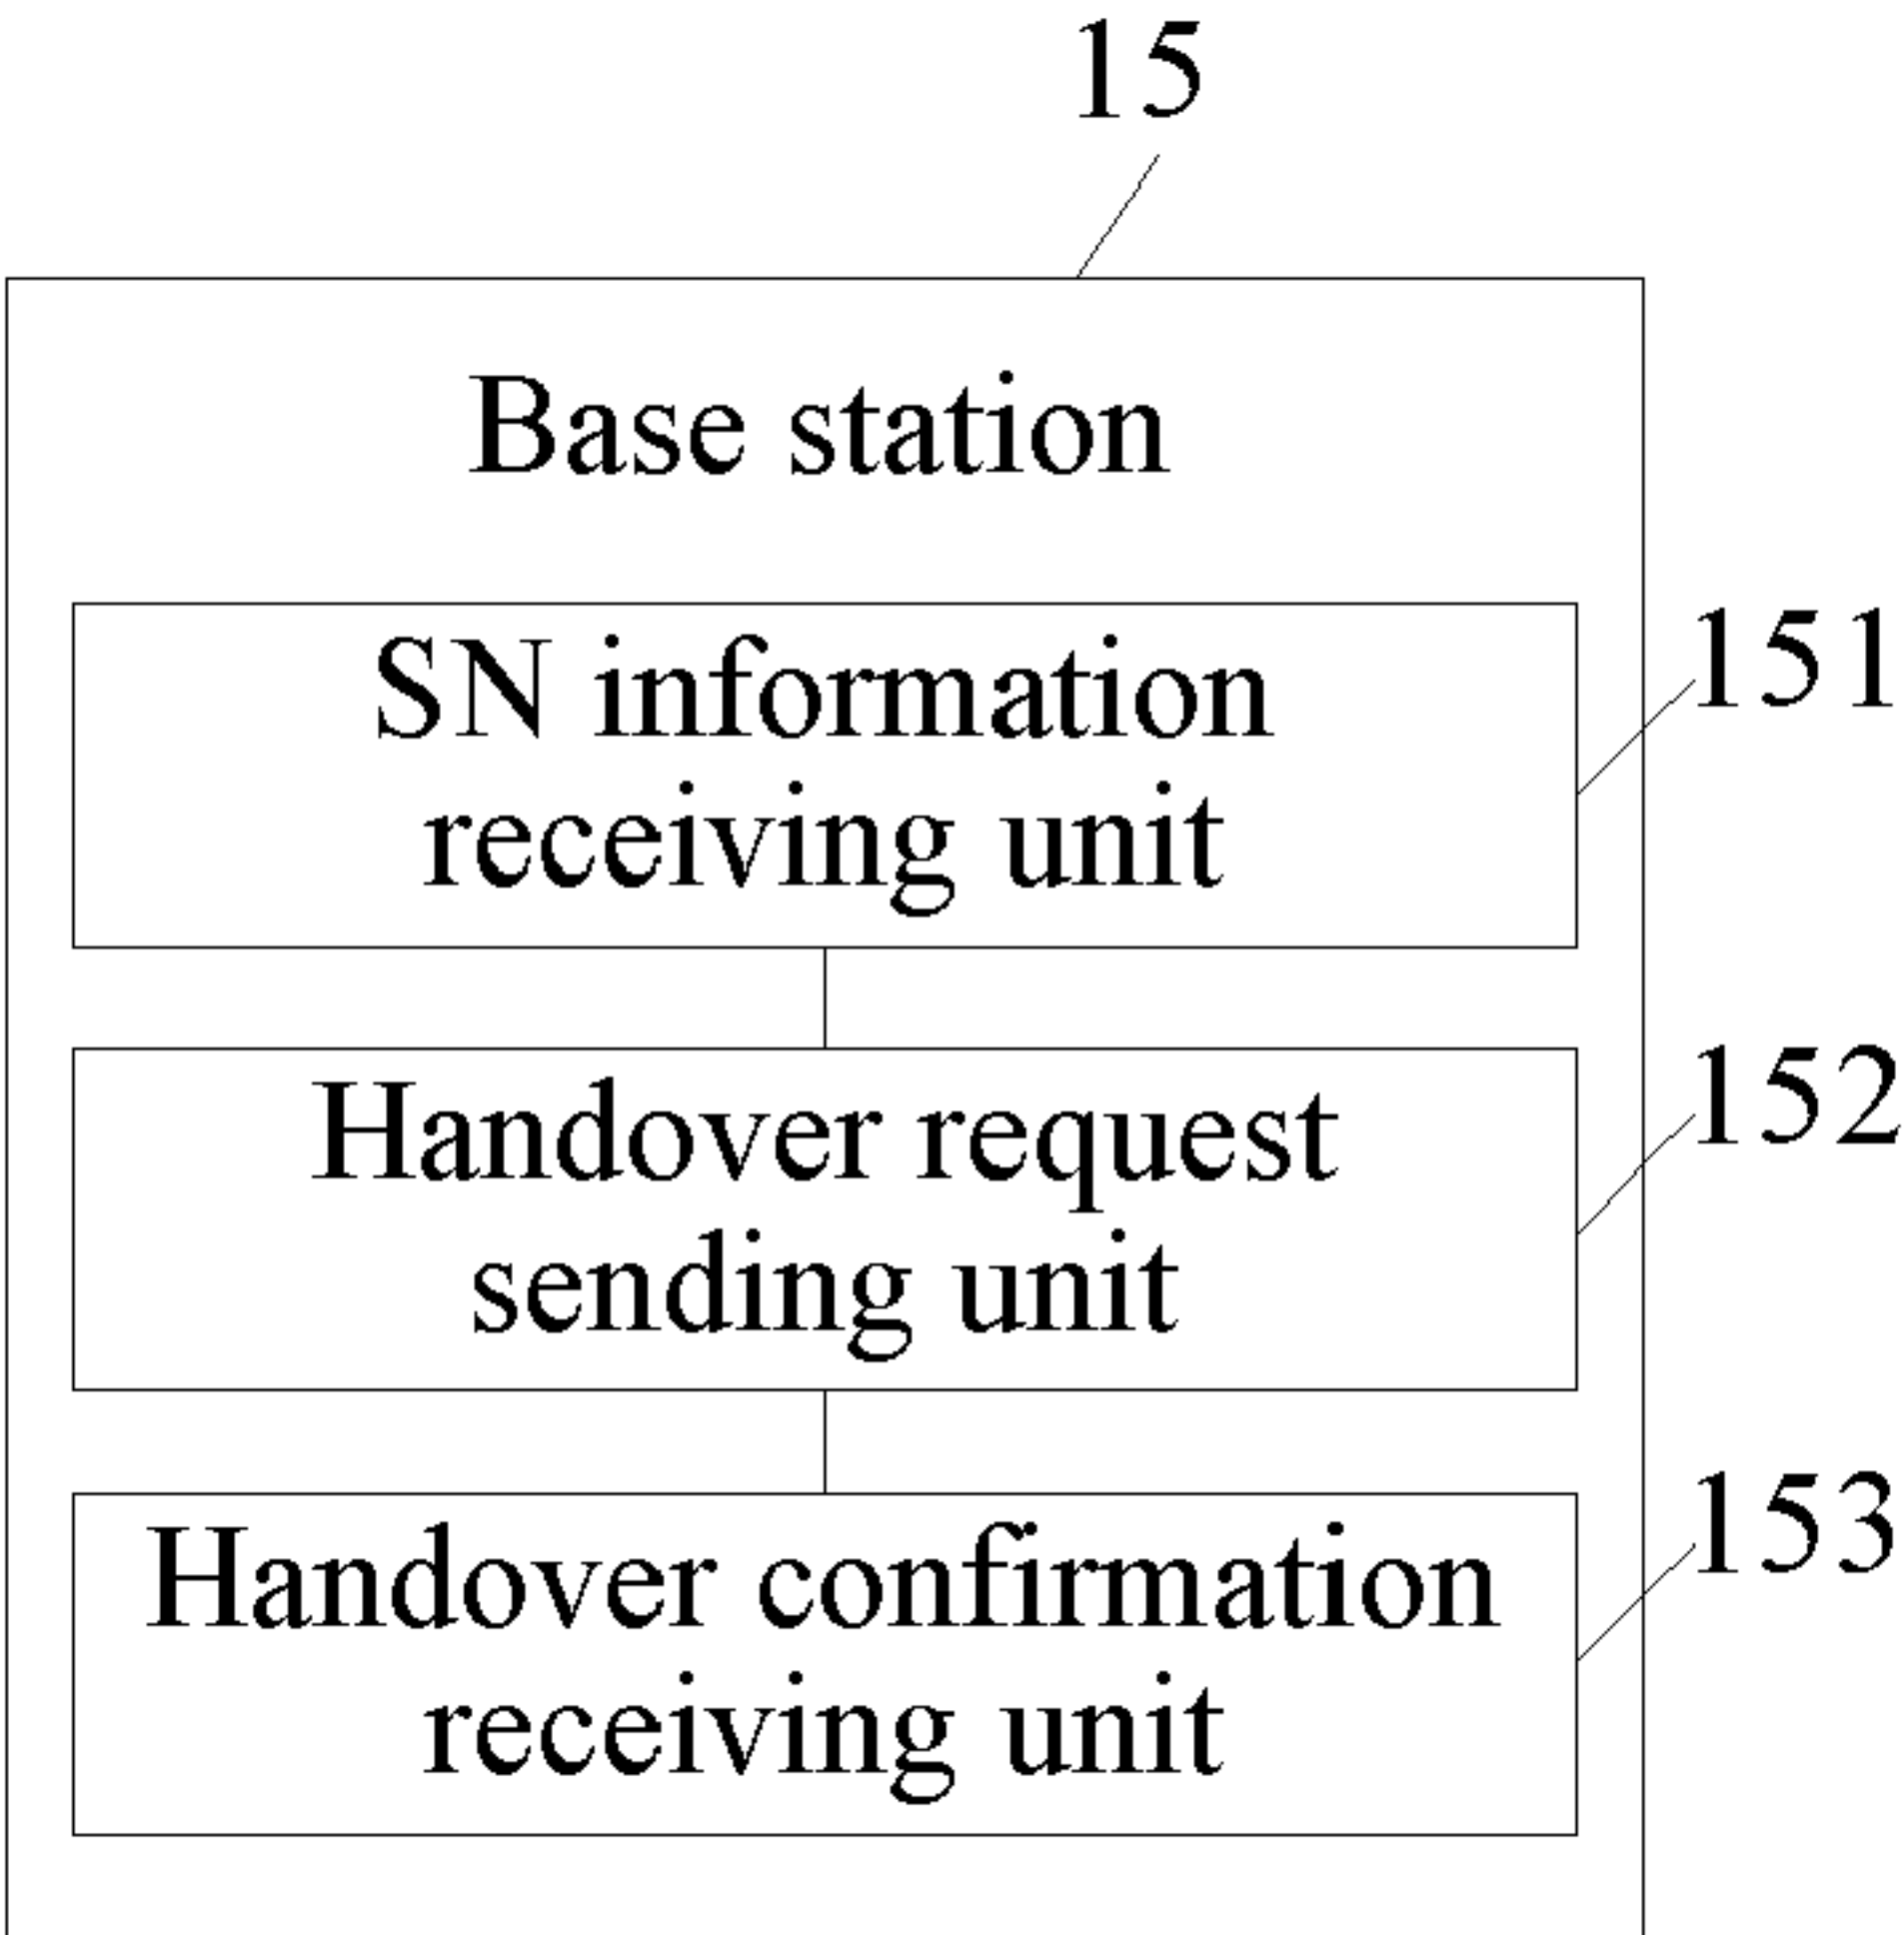 15
Base station
SN information
receiving unit
151
Handover request
sending unit
152
Handover confirmation
receiving unit
153